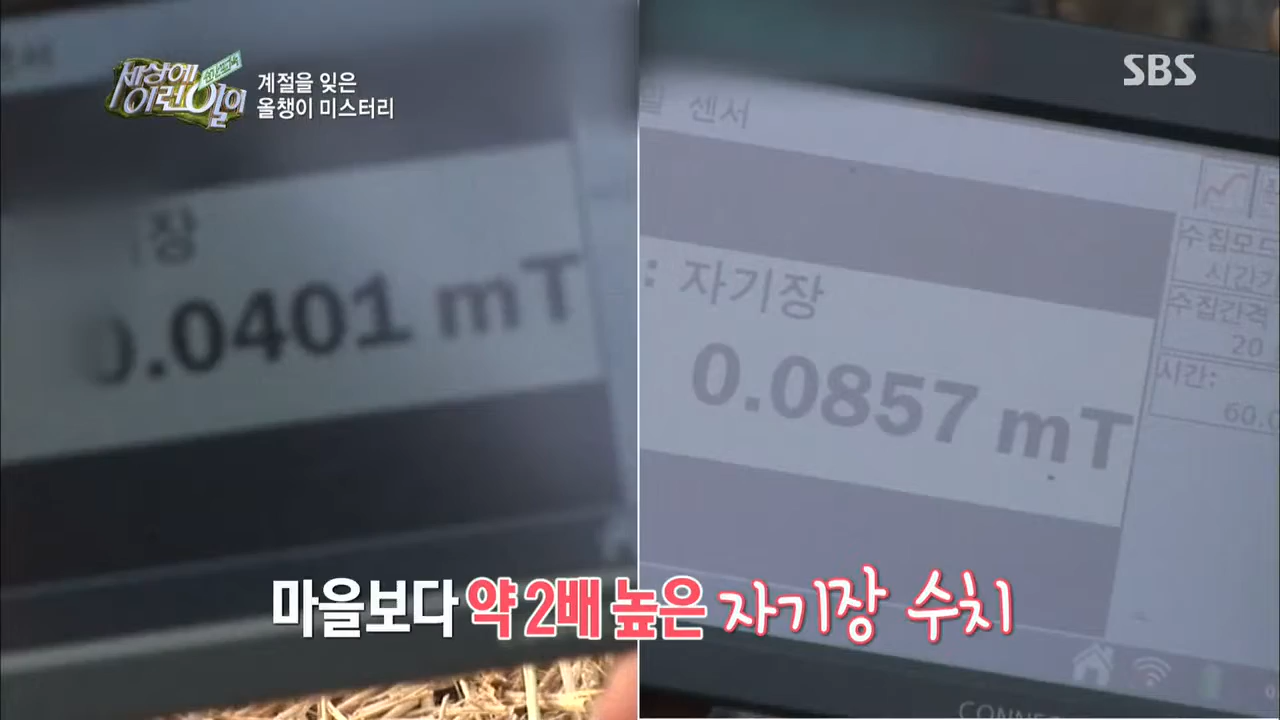 세상에 이런일이
계절을 잊은
올챙이 미스터리
SBS
센서
장
0.0401 mT
: 자기장
0.0857 mT
수집모드
수집간격
20
시간:
60.0
마을보다 약 2배 높은 자기장 수치